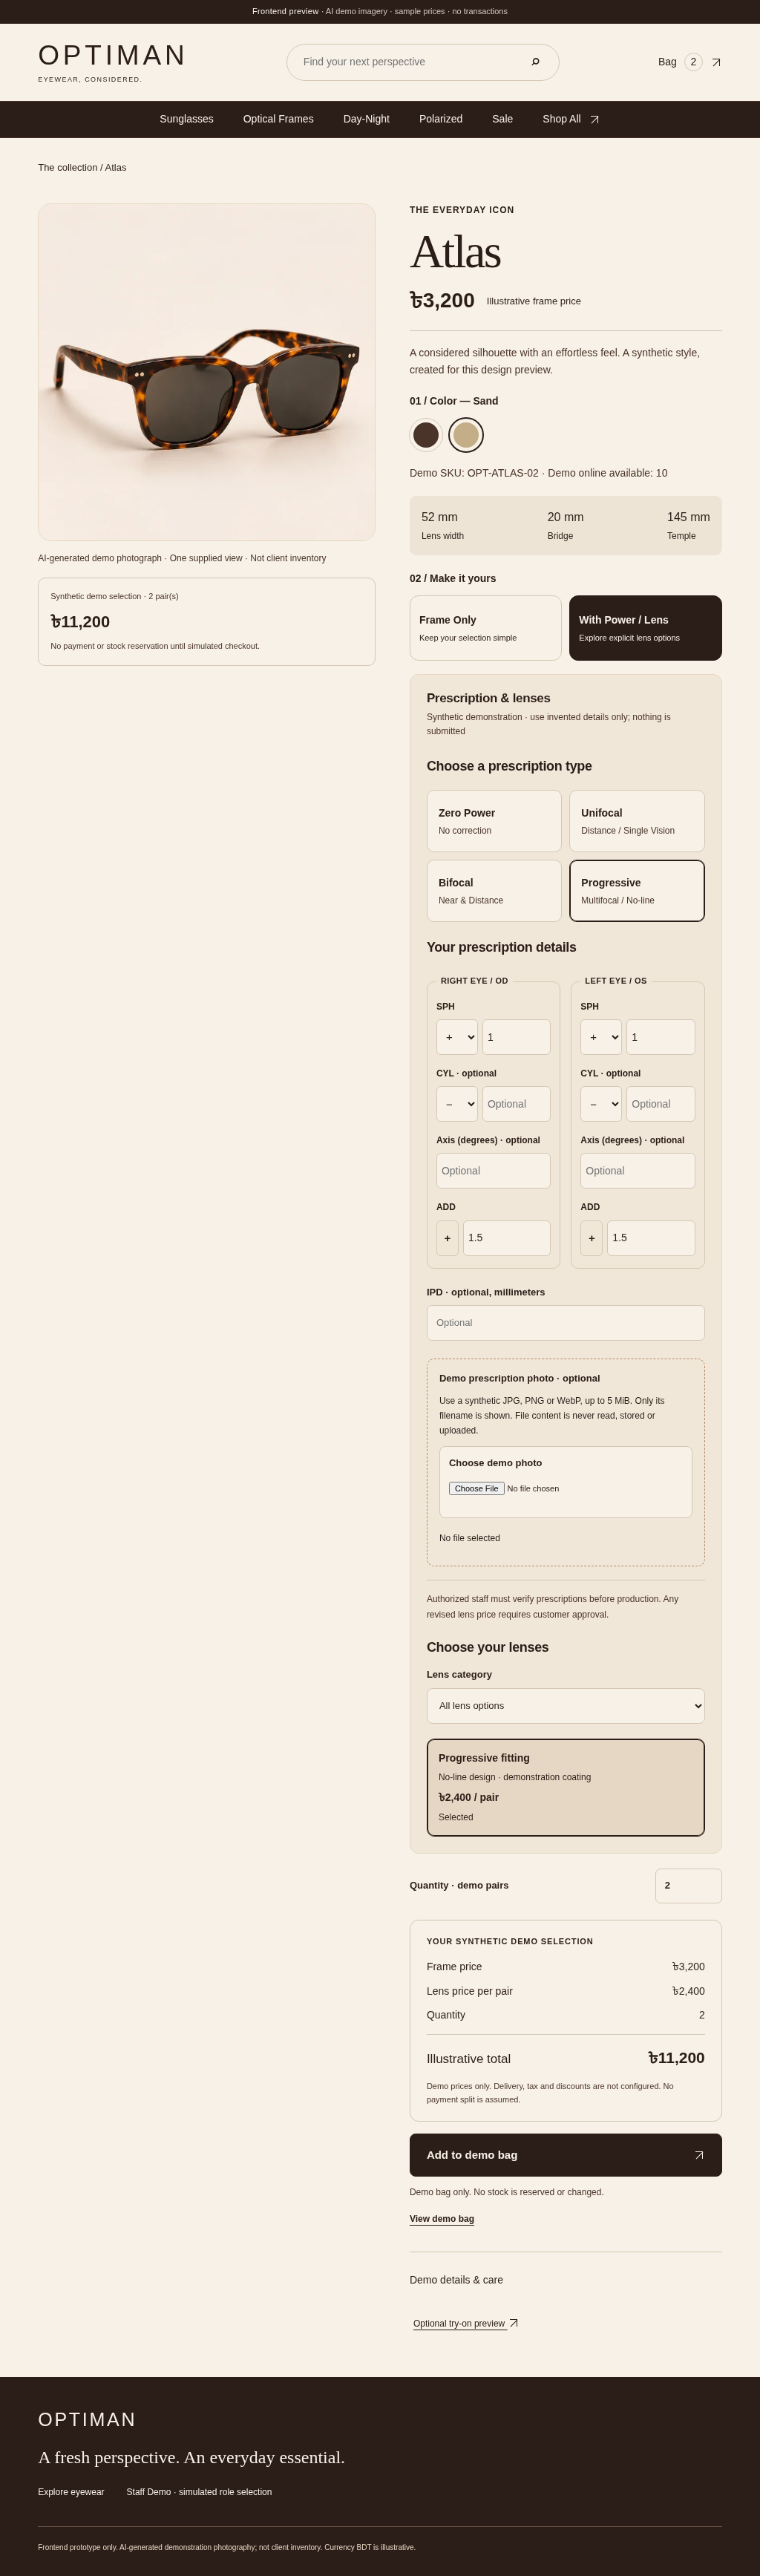 Frontend preview · AI demo imagery · sample prices · no transactions
OPTIMAN
EYEWEAR, CONSIDERED.
Find your next perspective
Bag 2
Sunglasses Optical Frames Day-Night Polarized Sale Shop All
The collection / Atlas
AI-generated demo photograph · One supplied view · Not client inventory
Synthetic demo selection · 2 pair(s)
৳11,200
No payment or stock reservation until simulated checkout.
THE EVERYDAY ICON
Atlas
৳3,200 Illustrative frame price
A considered silhouette with an effortless feel. A synthetic style,
created for this design preview.
01 / Color — Sand
Demo SKU: OPT-ATLAS-02 · Demo online available: 10
52 mm 20 mm 145 mm
Lens width Bridge Temple
02 / Make it yours
Frame Only With Power / Lens
Keep your selection simple Explore explicit lens options
Prescription & lenses
Synthetic demonstration · use invented details only; nothing is
submitted
Choose a prescription type
Zero Power Unifocal
No correction Distance / Single Vision
Bifocal Progressive
Near & Distance Multifocal / No-line
Your prescription details
RIGHT EYE / OD LEFT EYE / OS
SPH SPH
+ 1 + 1
CYL · optional CYL · optional
− Optional − Optional
Axis (degrees) · optional Axis (degrees) · optional
Optional Optional
ADD ADD
+ 1.5 + 1.5
IPD · optional, millimeters
Optional
Demo prescription photo · optional
Use a synthetic JPG, PNG or WebP, up to 5 MiB. Only its
filename is shown. File content is never read, stored or
uploaded.
Choose demo photo
Choose File No file chosen
No file selected
Authorized staff must verify prescriptions before production. Any
revised lens price requires customer approval.
Choose your lenses
Lens category
All lens options
Progressive fitting
No-line design · demonstration coating
৳2,400 / pair
Selected
Quantity · demo pairs 2
YOUR SYNTHETIC DEMO SELECTION
Frame price ৳3,200
Lens price per pair ৳2,400
Quantity 2
Illustrative total ৳11,200
Demo prices only. Delivery, tax and discounts are not configured. No
payment split is assumed.
Add to demo bag
Demo bag only. No stock is reserved or changed.
View demo bag
Demo details & care
Optional try-on preview
OPTIMAN
A fresh perspective. An everyday essential.
Explore eyewear Staff Demo · simulated role selection
Frontend prototype only. AI-generated demonstration photography; not client inventory. Currency BDT is illustrative.